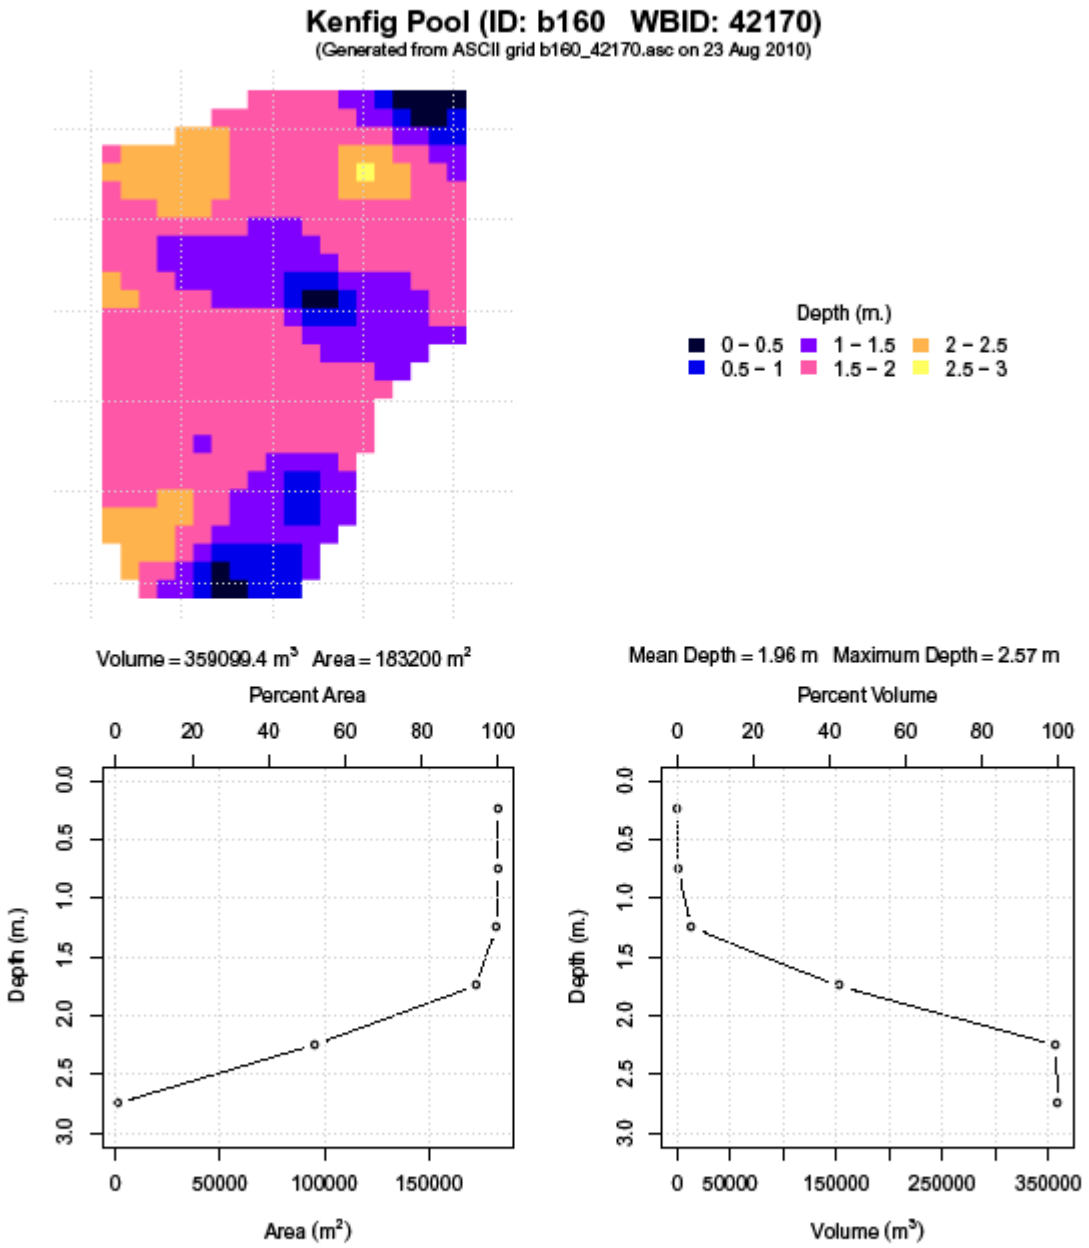 Kenfig Pool (ID: b160 WBID: 42170)
(Generated from ASCII grid b160_42170.asc on 23 Aug 2010)
Depth (m.)
0 − 0.5 1 − 1.5 2 − 2.5
0.5 − 1 1.5 − 2 2.5 − 3
Volume = 359099.4 m³ Area = 183200 m²
Mean Depth = 1.96 m Maximum Depth = 2.57 m
Percent Area
0 20 40 60 80 100
Depth (m.)
0.0
0.5
1.0
1.5
2.0
2.5
3.0
0 50000 100000 150000
Area (m²)
Percent Volume
0 20 40 60 80 100
Depth (m.)
0.0
0.5
1.0
1.5
2.0
2.5
3.0
0 50000 150000 250000 350000
Volume (m³)